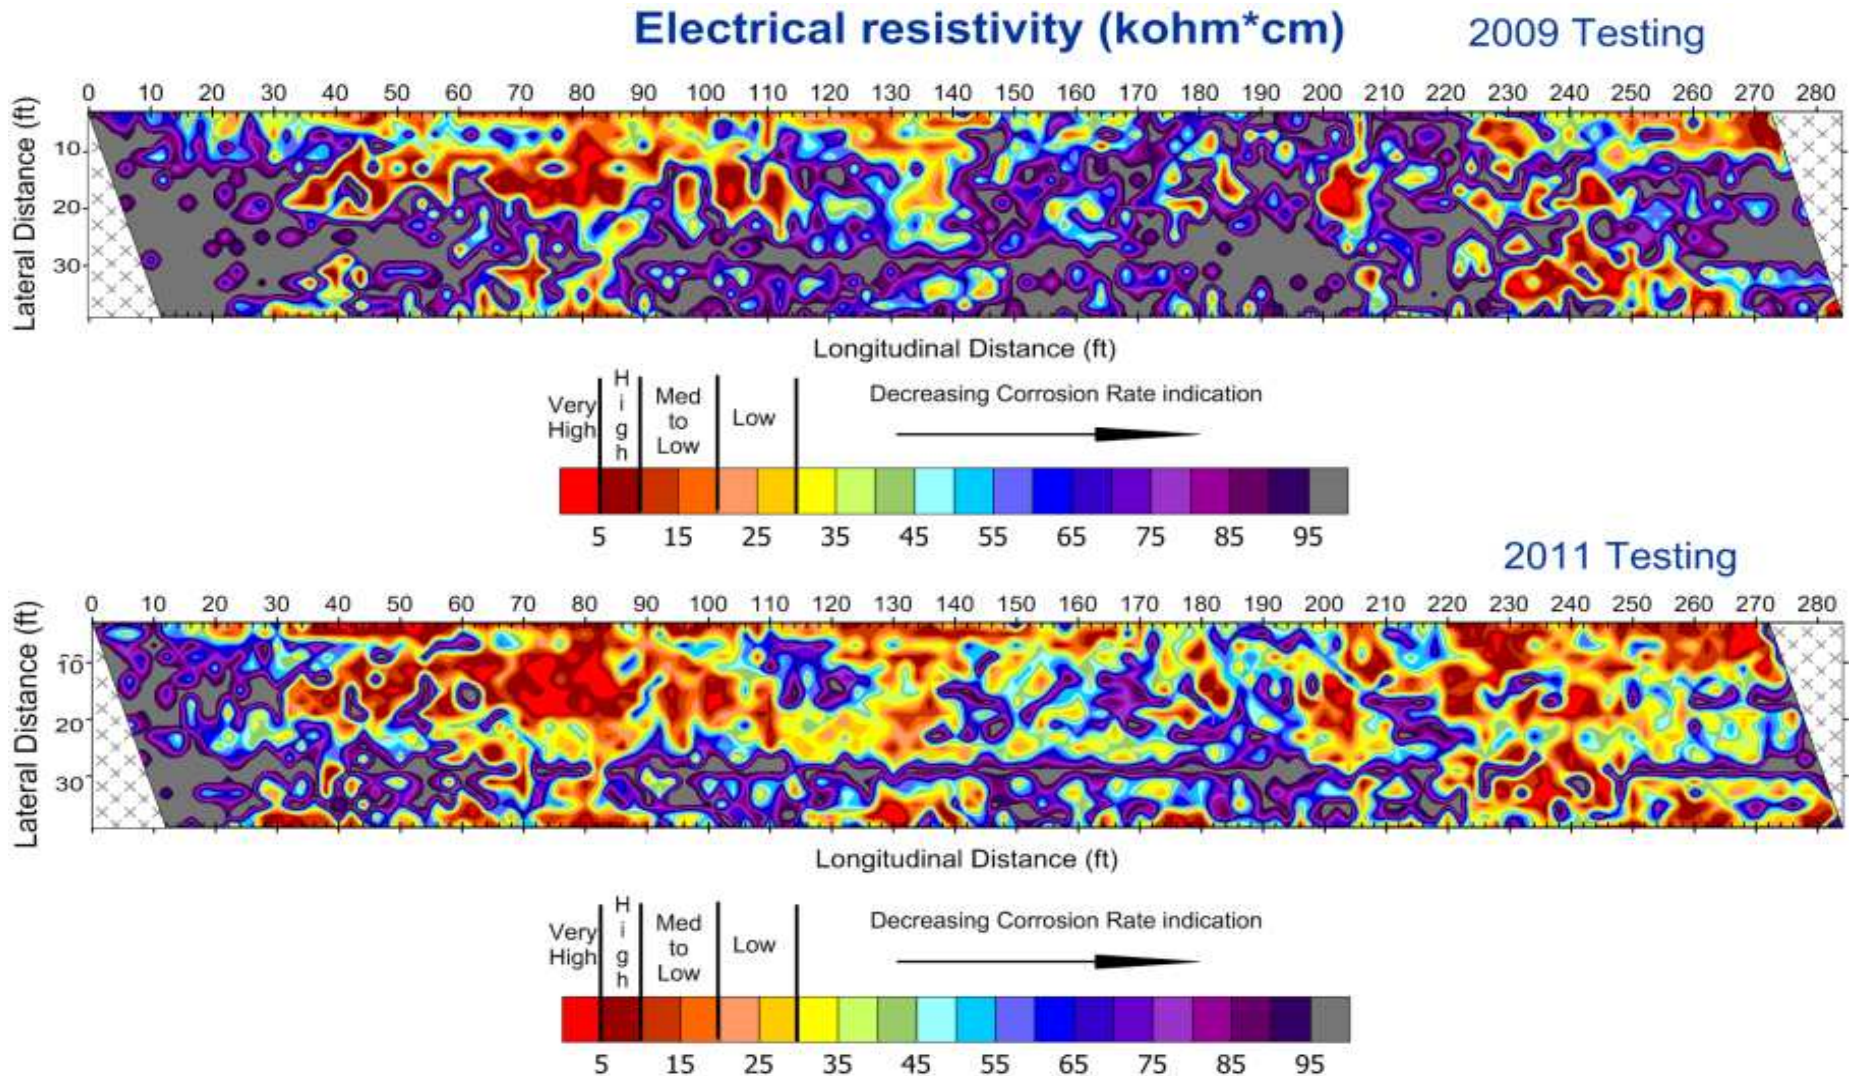 Electrical resistivity (kohm*cm) 2009 Testing
0 10 20 30 40 50 60 70 80 90 100 110 120 130 140 150 160 170 180 190 200 210 220 230 240 250 260 270 280
Lateral Distance (ft)
10
20
30
Longitudinal Distance (ft)
Very High
High
Med to Low
Low
Decreasing Corrosion Rate indication
5 15 25 35 45 55 65 75 85 95
2011 Testing
0 10 20 30 40 50 60 70 80 90 100 110 120 130 140 150 160 170 180 190 200 210 220 230 240 250 260 270 280
Lateral Distance (ft)
10
20
30
Longitudinal Distance (ft)
Very High
High
Med to Low
Low
Decreasing Corrosion Rate indication
5 15 25 35 45 55 65 75 85 95